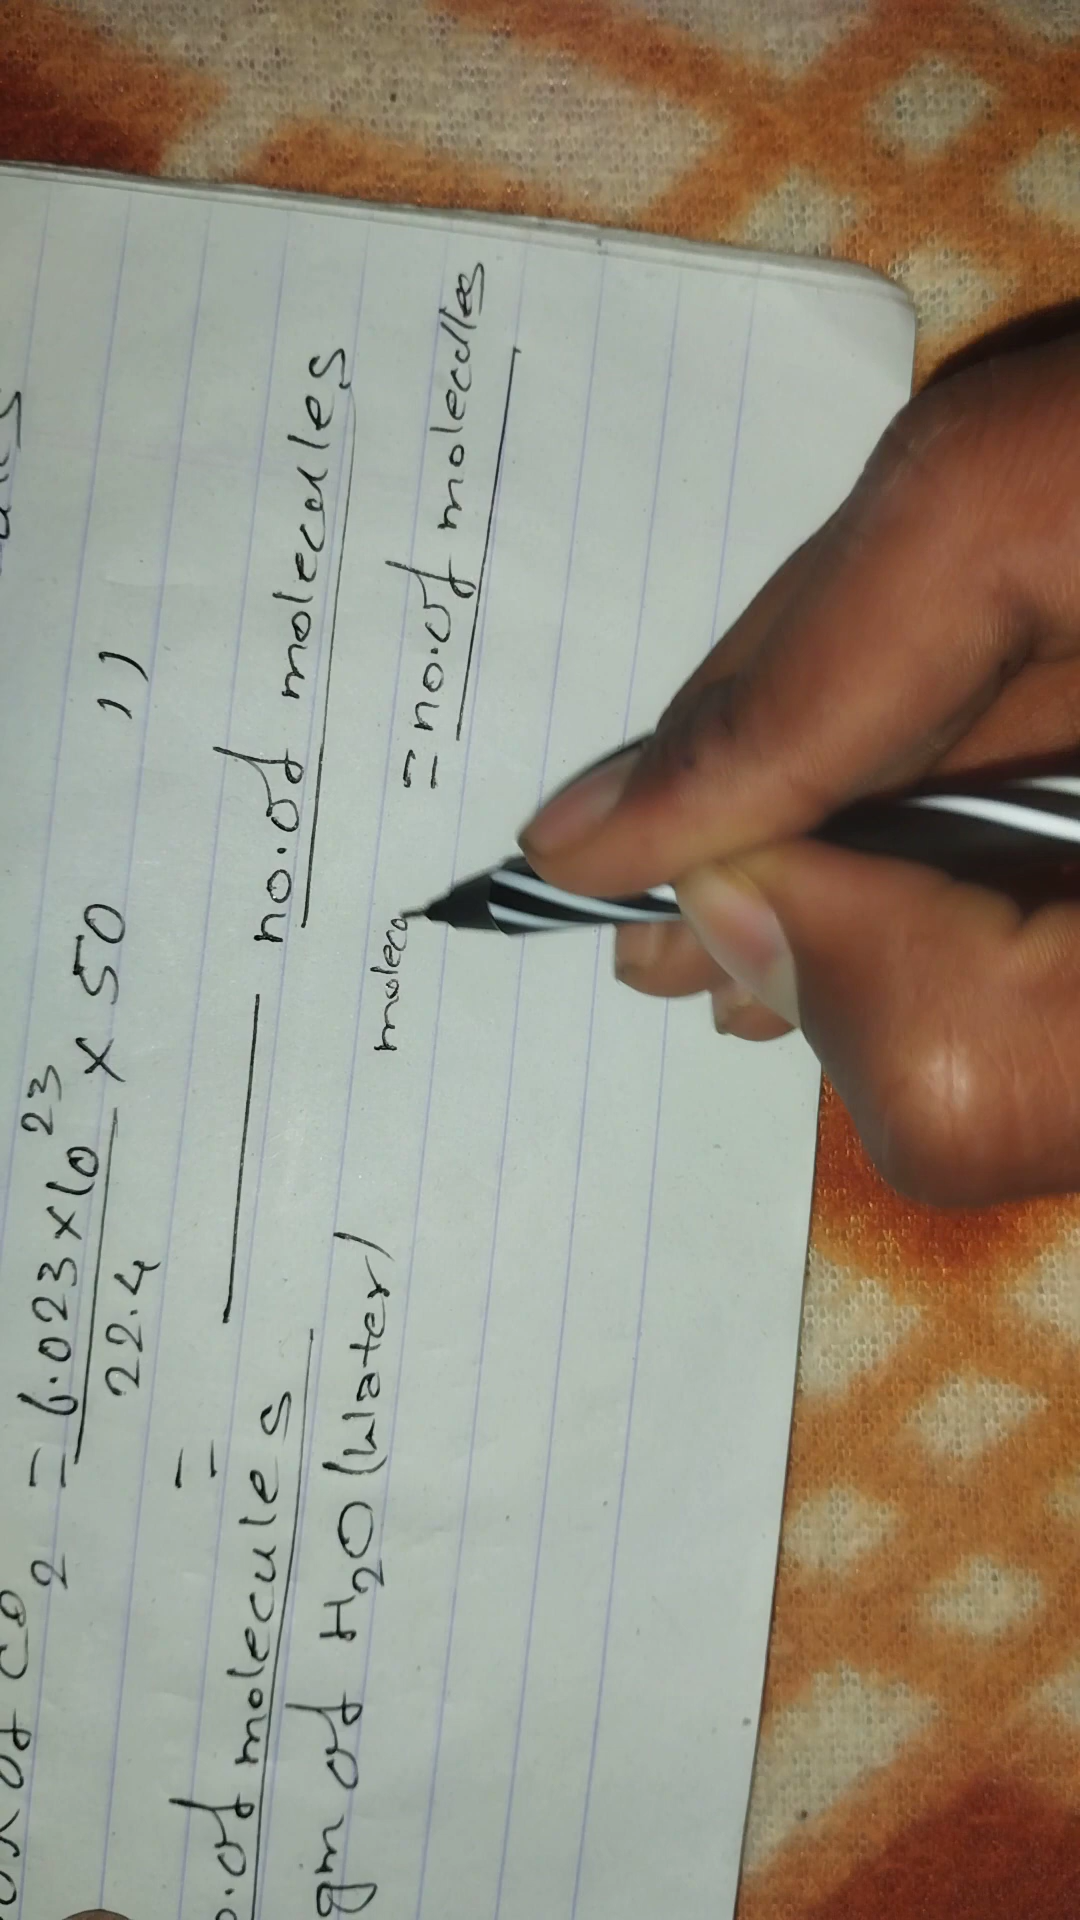 2 = 6.023×10^23 / 22.4 × 50 ,,
=
of molecules — no. of molecules
gm of H2O (Water) moleco = no. of molecules